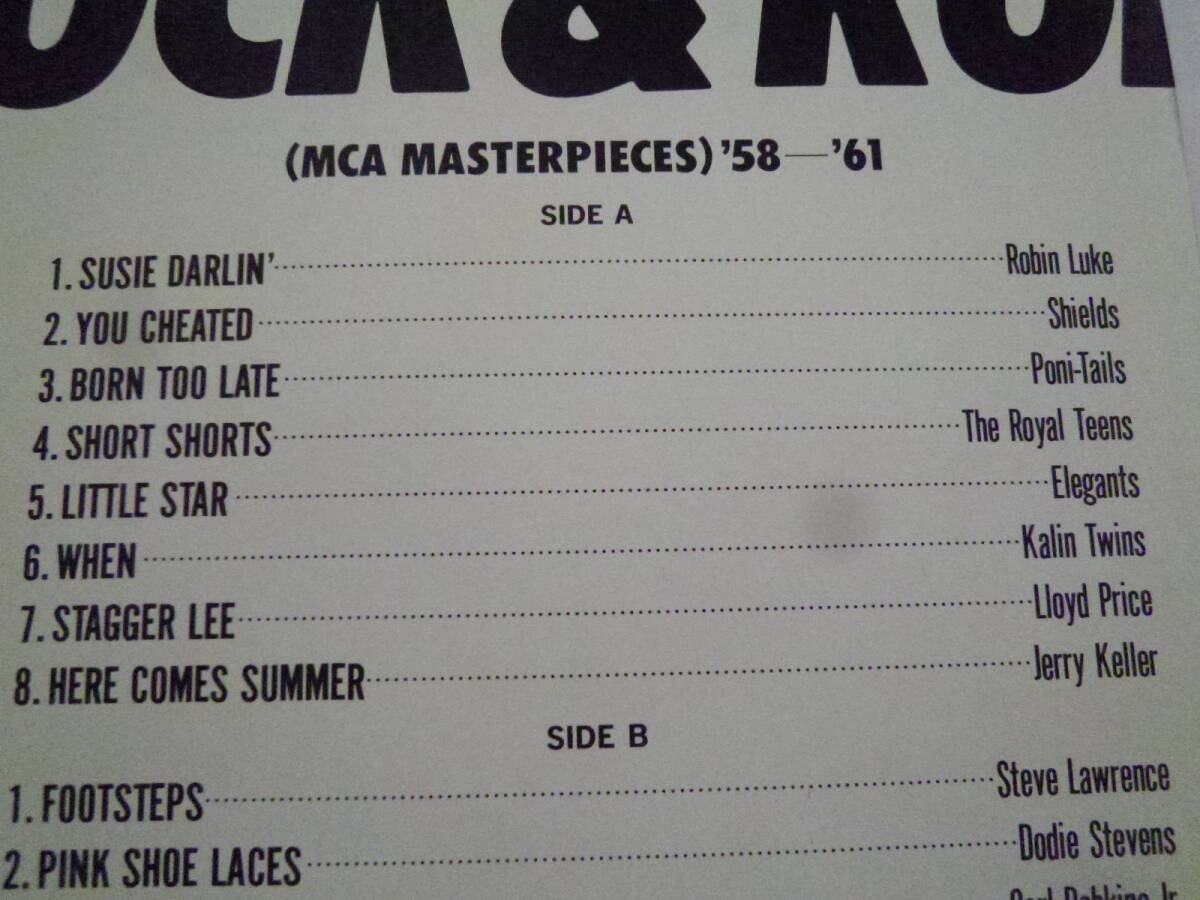 (MCA MASTERPIECES) '58—'61
SIDE A
1. SUSIE DARLIN' Robin Luke
2. YOU CHEATED Shields
3. BORN TOO LATE Poni-Tails
4. SHORT SHORTS The Royal Teens
5. LITTLE STAR Elegants
6. WHEN Kalin Twins
7. STAGGER LEE Lloyd Price
8. HERE COMES SUMMER Jerry Keller
SIDE B
1. FOOTSTEPS Steve Lawrence
2. PINK SHOE LACES Dodie Stevens